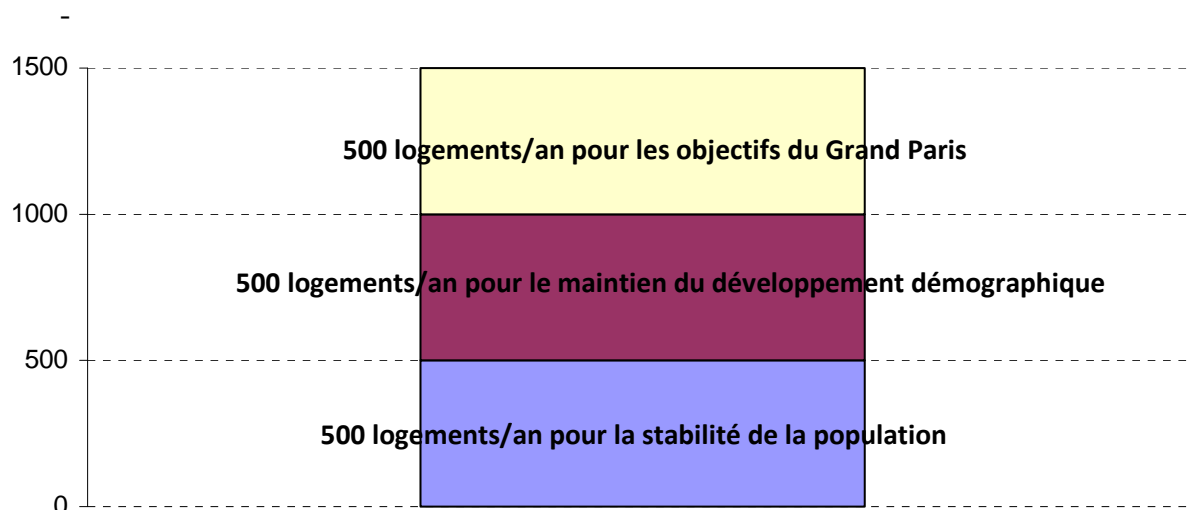 -
1500
500 logements/an pour les objectifs du Grand Paris
1000
500 logements/an pour le maintien du développement démographique
500
500 logements/an pour la stabilité de la population
0